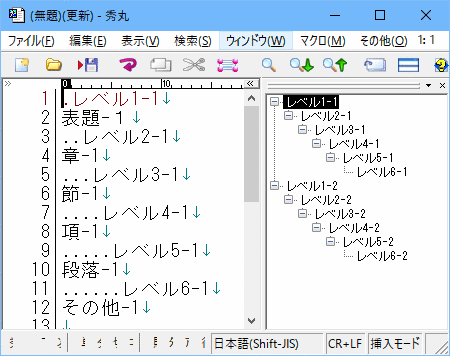 (無題)(更新) - 秀丸
ファイル(F) 編集(E) 表示(V) 検索(S) ウィンドウ(W) マクロ(M) その他(O) 1: 1
0 10
1 .レベル1-1↓
2 表題-1↓
3 ..レベル2-1↓
4 章-1↓
5 ...レベル3-1↓
6 節-1↓
7 ....レベル4-1↓
8 項-1↓
9 .....レベル5-1↓
10 段落-1↓
11 ......レベル6-1↓
12 その他-1↓
13 ↓
レベル1-1
レベル2-1
レベル3-1
レベル4-1
レベル5-1
レベル6-1
レベル1-2
レベル2-2
レベル3-2
レベル4-2
レベル5-2
レベル6-2
日本語(Shift-JIS) CR+LF 挿入モード